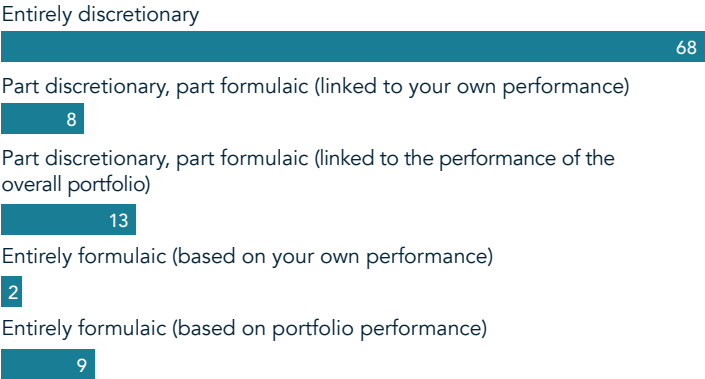 Entirely discretionary
68
Part discretionary, part formulaic (linked to your own performance)
8
Part discretionary, part formulaic (linked to the performance of the
overall portfolio)
13
Entirely formulaic (based on your own performance)
2
Entirely formulaic (based on portfolio performance)
9